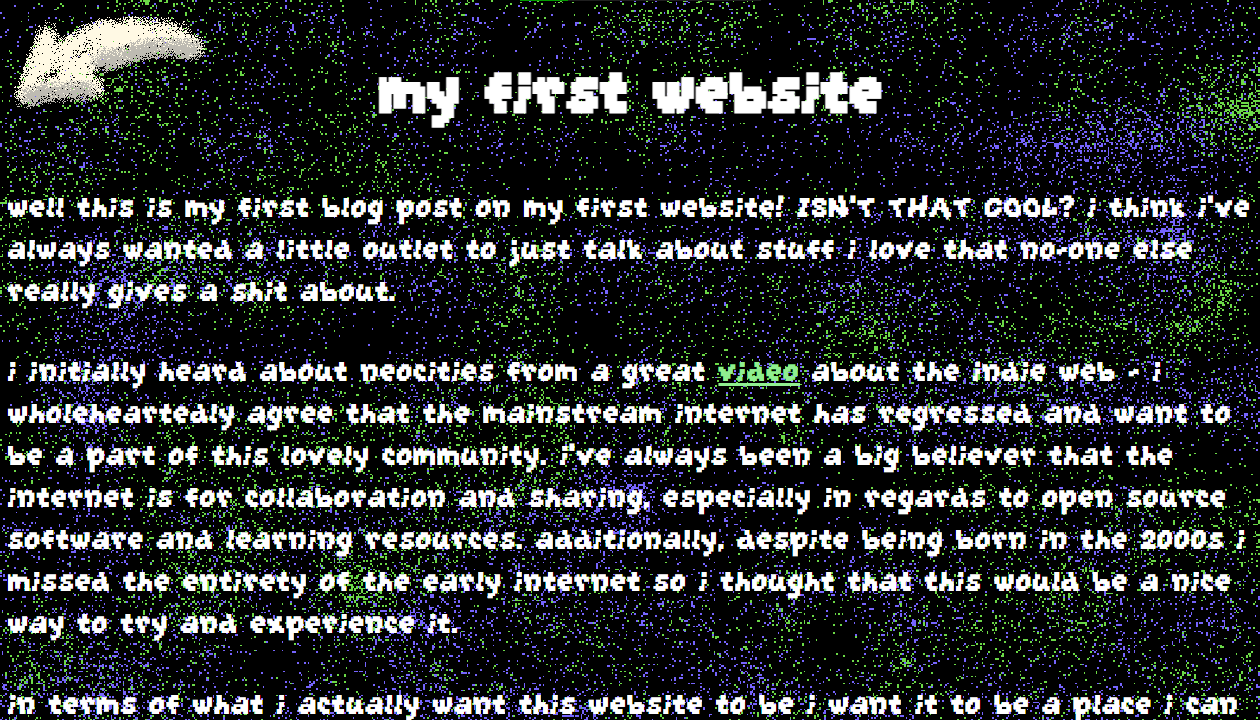 my first website
well this is my first blog post on my first website! ISN'T THAT COOL? i think i've
always wanted a little outlet to just talk about stuff i love that no-one else
really gives a shit about.
i initially heard about neocities from a great video about the indie web - i
wholeheartedly agree that the mainstream internet has regressed and want to
be a part of this lovely community. i've always been a big believer that the
internet is for collaboration and sharing, especially in regards to open source
software and learning resources. additionally, despite being born in the 2000s i
missed the entirety of the early internet so i thought that this would be a nice
way to try and experience it.
in terms of what i actually want this website to be i want it to be a place i can